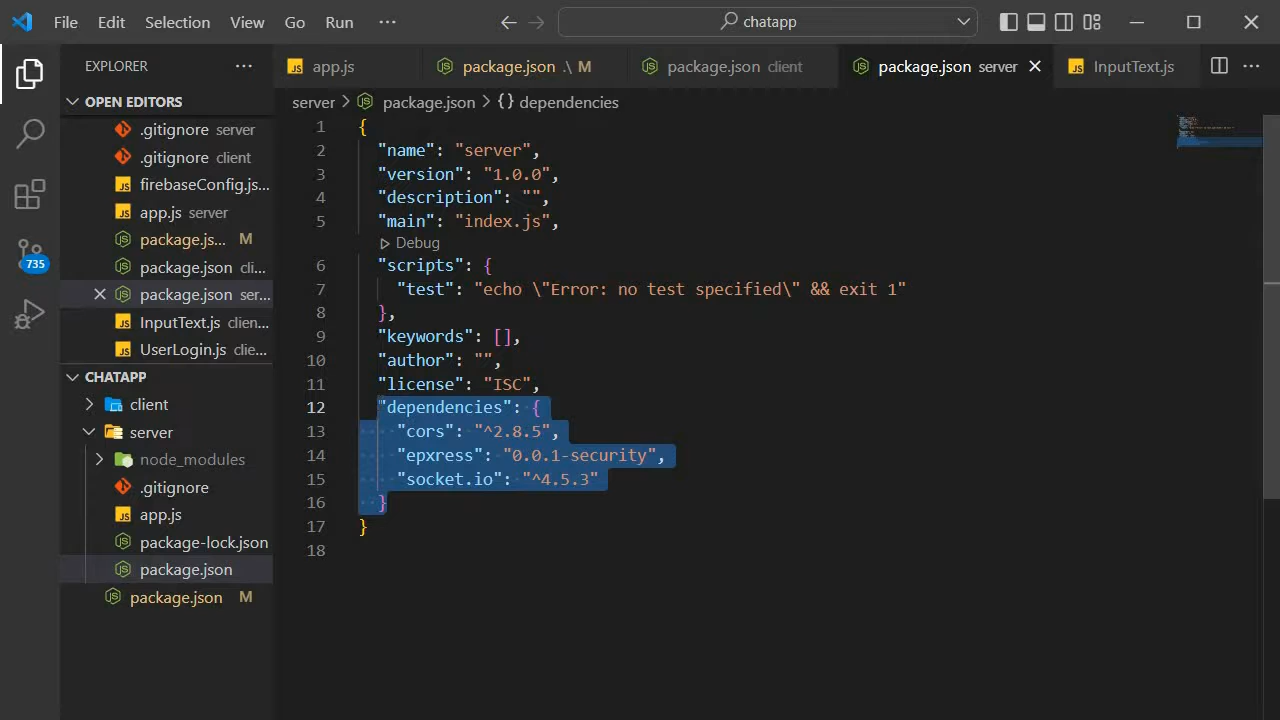 File Edit Selection View Go Run ··· chatapp
EXPLORER ···
OPEN EDITORS
.gitignore server
.gitignore client
firebaseConfig.js...
app.js server
package.js... M
package.json cli...
package.json ser...
InputText.js clien...
UserLogin.js clie...
CHATAPP
client
server
node_modules
.gitignore
app.js
package-lock.json
package.json
package.json M
735
app.js package.json .\ M package.json client package.json server InputText.js ···
server > package.json > {} dependencies
1 {
2 "name": "server",
3 "version": "1.0.0",
4 "description": "",
5 "main": "index.js",
Debug
6 "scripts": {
7 "test": "echo \"Error: no test specified\" && exit 1"
8 },
9 "keywords": [],
10 "author": "",
11 "license": "ISC",
12 "dependencies": {
13 "cors": "^2.8.5",
14 "epxress": "0.0.1-security",
15 "socket.io": "^4.5.3"
16 }
17 }
18